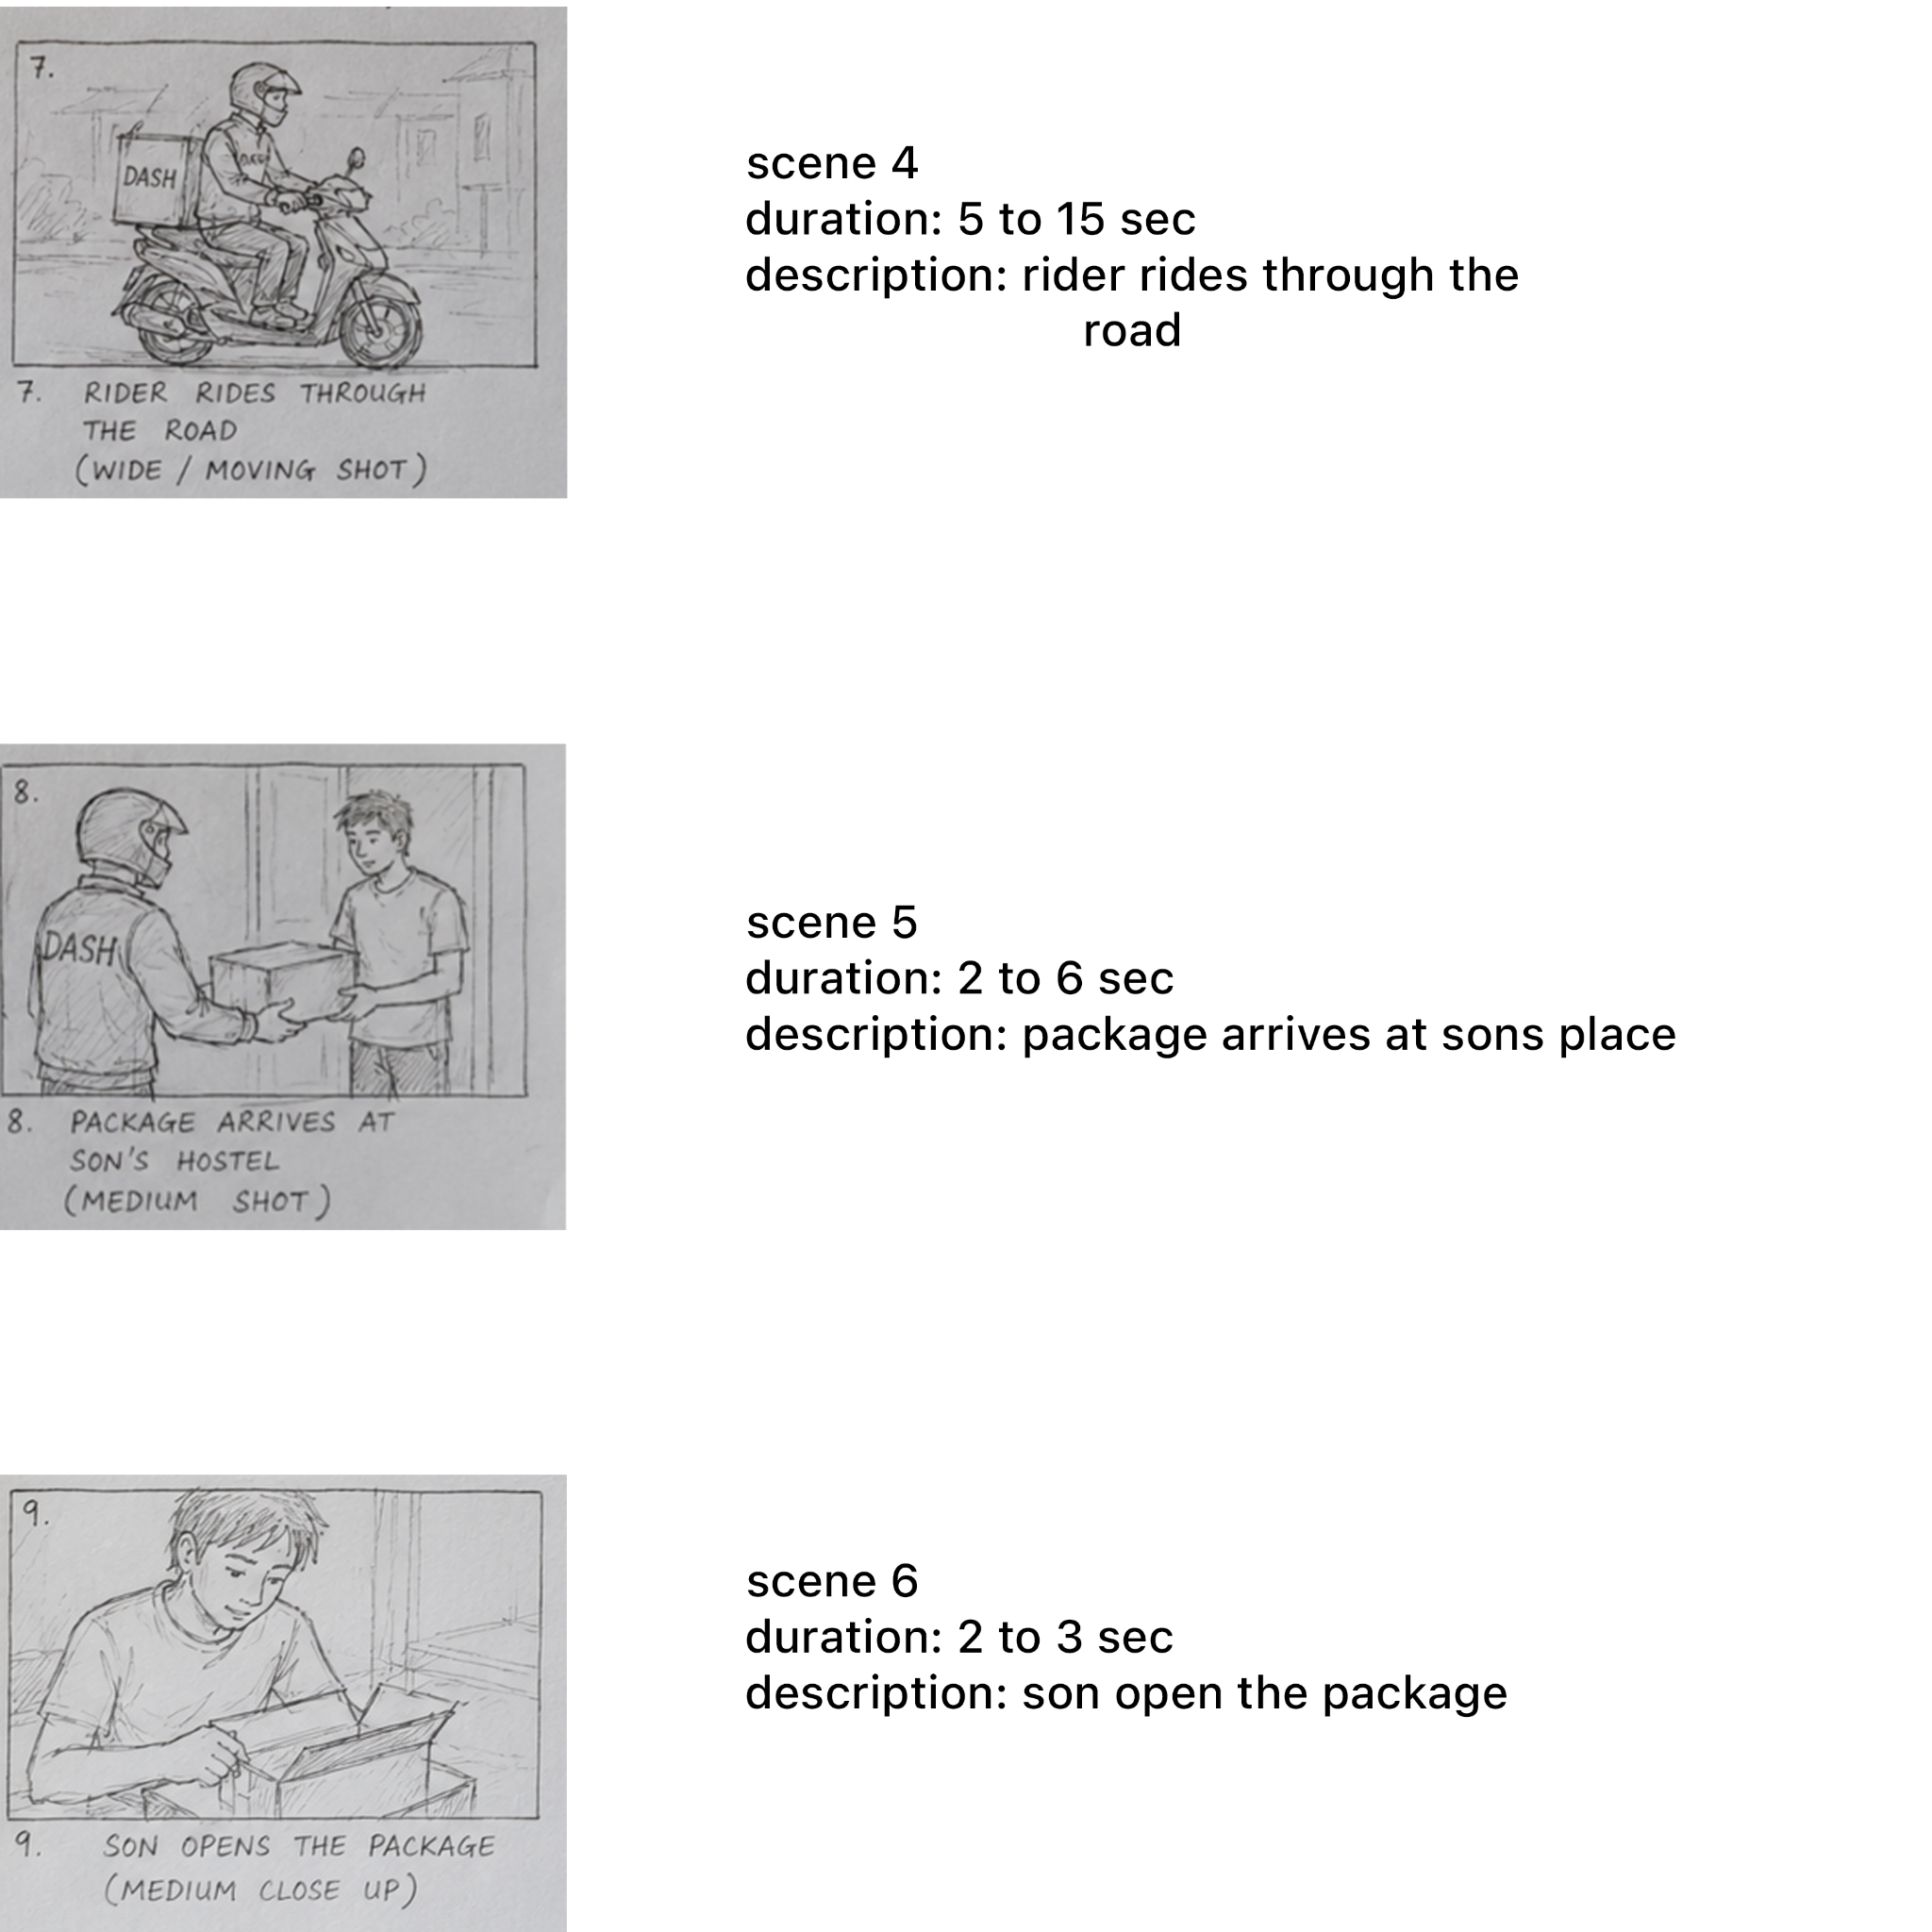 7.
DASH
7. RIDER RIDES THROUGH
THE ROAD
(WIDE / MOVING SHOT)
scene 4
duration: 5 to 15 sec
description: rider rides through the
road
8.
DASH
8. PACKAGE ARRIVES AT
SON'S HOSTEL
(MEDIUM SHOT)
scene 5
duration: 2 to 6 sec
description: package arrives at sons place
9.
9. SON OPENS THE PACKAGE
(MEDIUM CLOSE UP)
scene 6
duration: 2 to 3 sec
description: son open the package